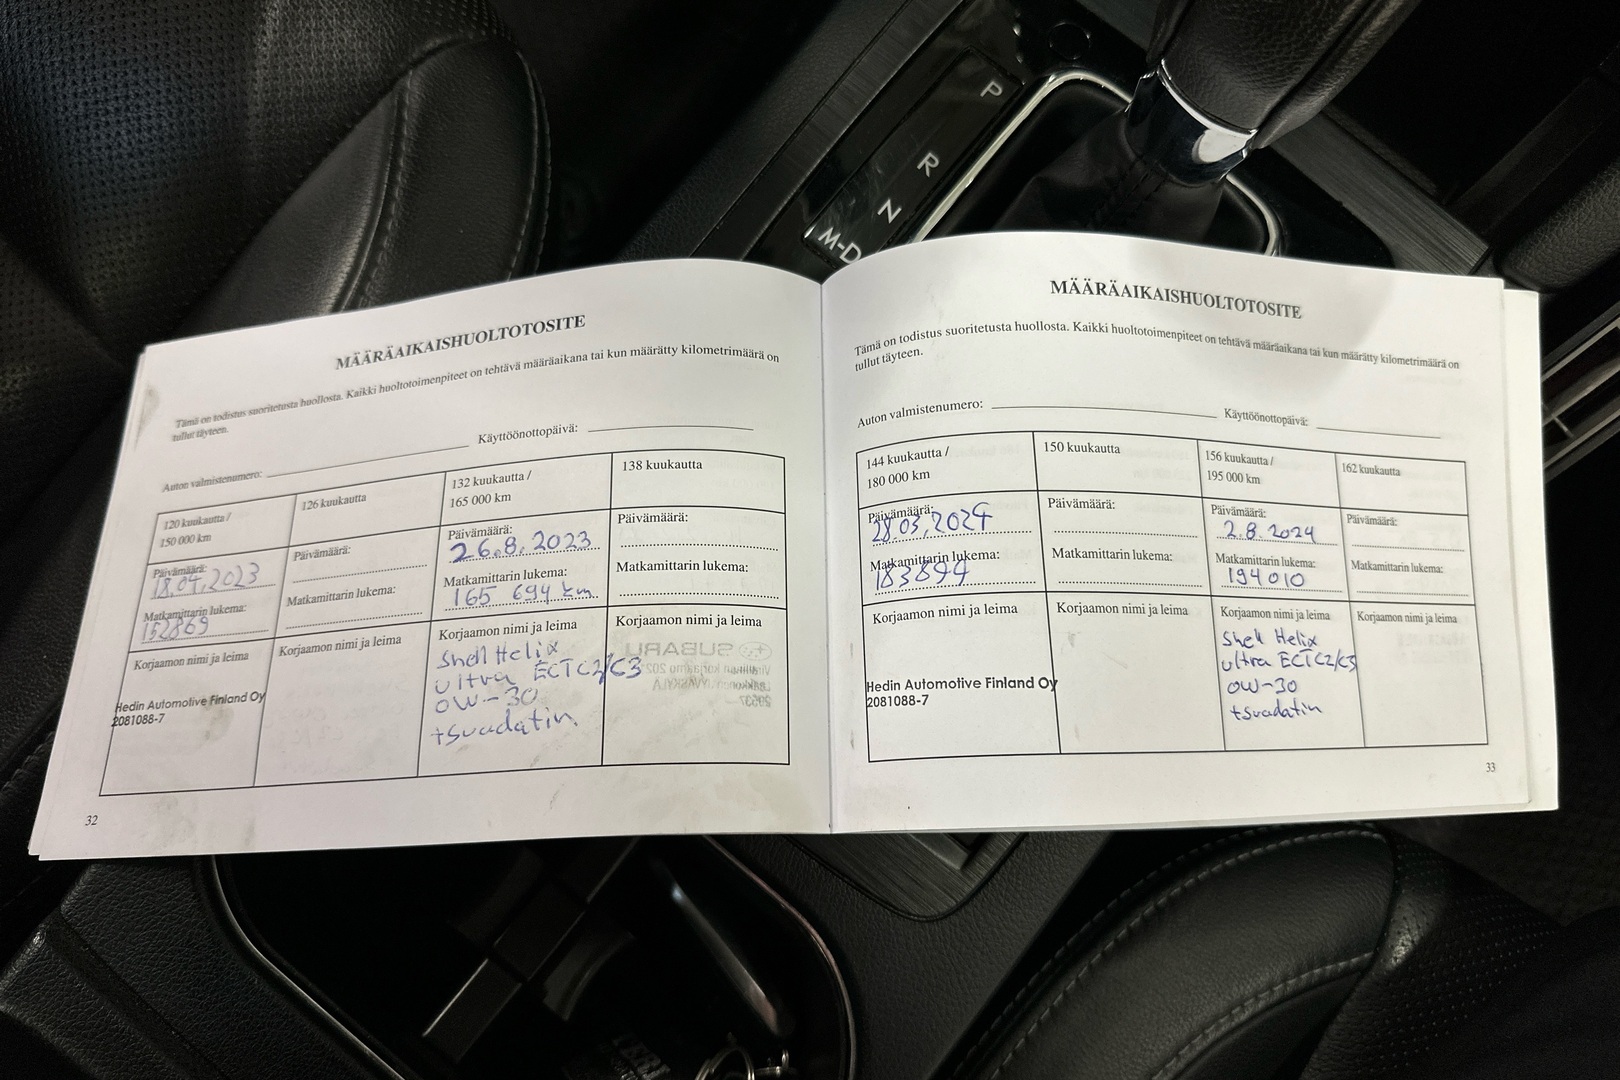 P
R
N
M-D
MÄÄRÄAIKAISHUOLTOTOSITE
Tämä on todistus suoritetusta huollosta. Kaikki huoltotoimenpiteet on tehtävä määräaikana tai kun määrätty kilometrimäärä on
tullut täyteen.
Auton valmistenumero: Käyttöönottopäivä:
120 kuukautta /
150 000 km
Päivämäärä:
18.04.2023
Matkamittarin lukema:
152869
Korjaamon nimi ja leima
Hedin Automotive Finland Oy
2081088-7
126 kuukautta
Päivämäärä:
Matkamittarin lukema:
Korjaamon nimi ja leima
132 kuukautta /
165 000 km
Päivämäärä:
26.8.2023
Matkamittarin lukema:
165 694 km
Korjaamon nimi ja leima
Shell Helix
ultra ECT C2/C3
0W-30
+suodatin
138 kuukautta
Päivämäärä:
Matkamittarin lukema:
Korjaamon nimi ja leima
SUBARU
32
MÄÄRÄAIKAISHUOLTOTOSITE
Tämä on todistus suoritetusta huollosta. Kaikki huoltotoimenpiteet on tehtävä määräaikana tai kun määrätty kilometrimäärä on
tullut täyteen.
Auton valmistenumero: Käyttöönottopäivä:
144 kuukautta /
180 000 km
Päivämäärä:
28.03.2024
Matkamittarin lukema:
183894
Korjaamon nimi ja leima
Hedin Automotive Finland Oy
2081088-7
150 kuukautta
Päivämäärä:
Matkamittarin lukema:
Korjaamon nimi ja leima
156 kuukautta /
195 000 km
Päivämäärä:
2.8.2024
Matkamittarin lukema:
194010
Korjaamon nimi ja leima
Shell Helix
ultra ECT C2/C3
0W-30
+suodatin
162 kuukautta
Päivämäärä:
Matkamittarin lukema:
Korjaamon nimi ja leima
33